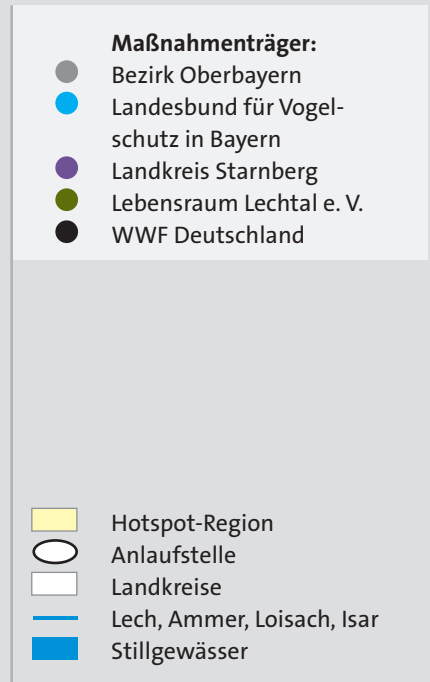 Maßnahmenträger:
Bezirk Oberbayern
Landesbund für Vogel-
schutz in Bayern
Landkreis Starnberg
Lebensraum Lechtal e. V.
WWF Deutschland
Hotspot-Region
Anlaufstelle
Landkreise
Lech, Ammer, Loisach, Isar
Stillgewässer